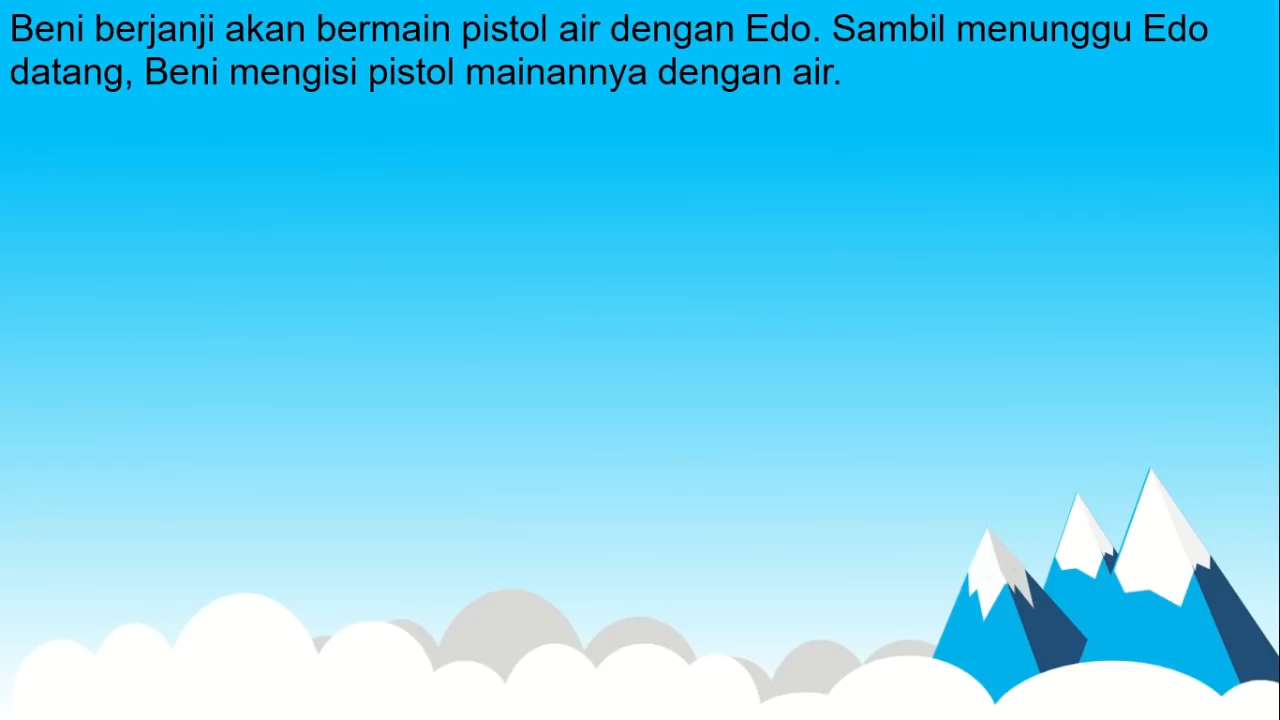 Beni berjanji akan bermain pistol air dengan Edo. Sambil menunggu Edo
datang, Beni mengisi pistol mainannya dengan air.